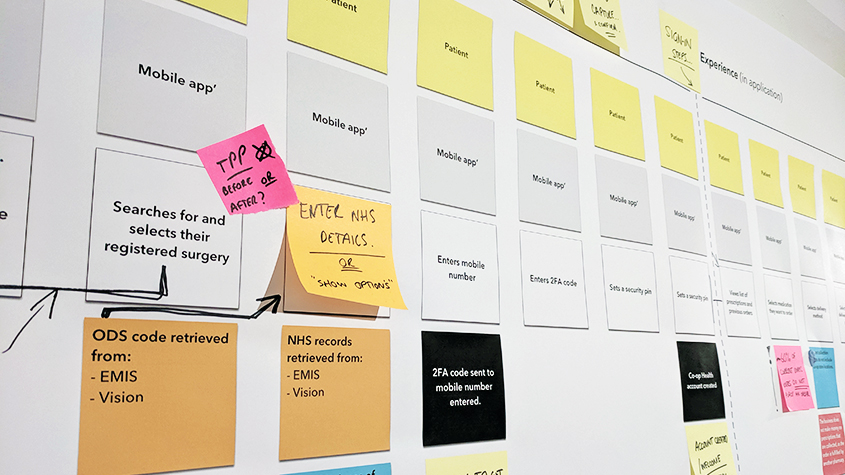 Patient
Patient
Patient
Patient
Patient
Patient
Patient
Patient
Patient
CAPTURE
SIGN-IN
STEPS
Experience (in application)
Mobile app'
Mobile app'
Mobile app'
Mobile app'
Mobile app'
Mobile app'
Mobile app'
Mobile app'
TPP
BEFORE OR
AFTER?
Searches for and
selects their
registered surgery
ENTER NHS
DETAILS.
OR
"SHOW OPTIONS"
Enters mobile
number
Enters 2FA code
Sets a security pin
Sets a security pin
Views list of
prescriptions and
previous orders
Selects medication
they want to order
Selects delivery
method
ODS code retrieved
from:
- EMIS
- Vision
NHS records
retrieved from:
- EMIS
- Vision
2FA code sent to
mobile number
entered.
Co-op Health
account created
ACCOUNT CREATED
WELCOME